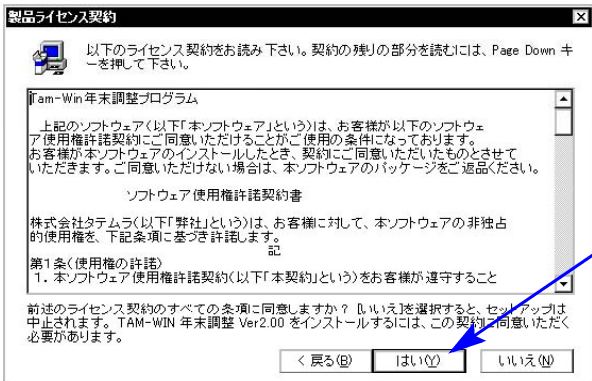 製品ライセンス契約
以下のライセンス契約をお読み下さい。契約の残りの部分を読むには、Page Down キ
ーを押して下さい。
Tam-Win年末調整プログラム
上記のソフトウェア(以下「本ソフトウェア」という)は、お客様が以下のソフトウェ
ア使用権許諾契約にご同意いただけることがご使用の条件になっております。
お客様が本ソフトウェアのインストールしたとき、契約にご同意いただいたものとさせて
いただきます。ご同意いただけない場合は、本ソフトウェアのパッケージをご返品ください。
ソフトウェア使用権許諾契約書
株式会社タテムラ(以下「弊社」という)は、お客様に対して、本ソフトウェアの非独占
的使用権を、下記条項に基づき許諾します。
記
第1条(使用権の許諾)
1. 本ソフトウェア使用権許諾契約(以下「本契約」という)をお客様が遵守すること
前述のライセンス契約のすべての条項に同意しますか? [いいえ]を選択すると、セットアップは
中止されます。TAM-WIN 年末調整 Ver2.00 をインストールするには、この契約に同意いただく
必要があります。
< 戻る(B) はい(Y) いいえ(N)